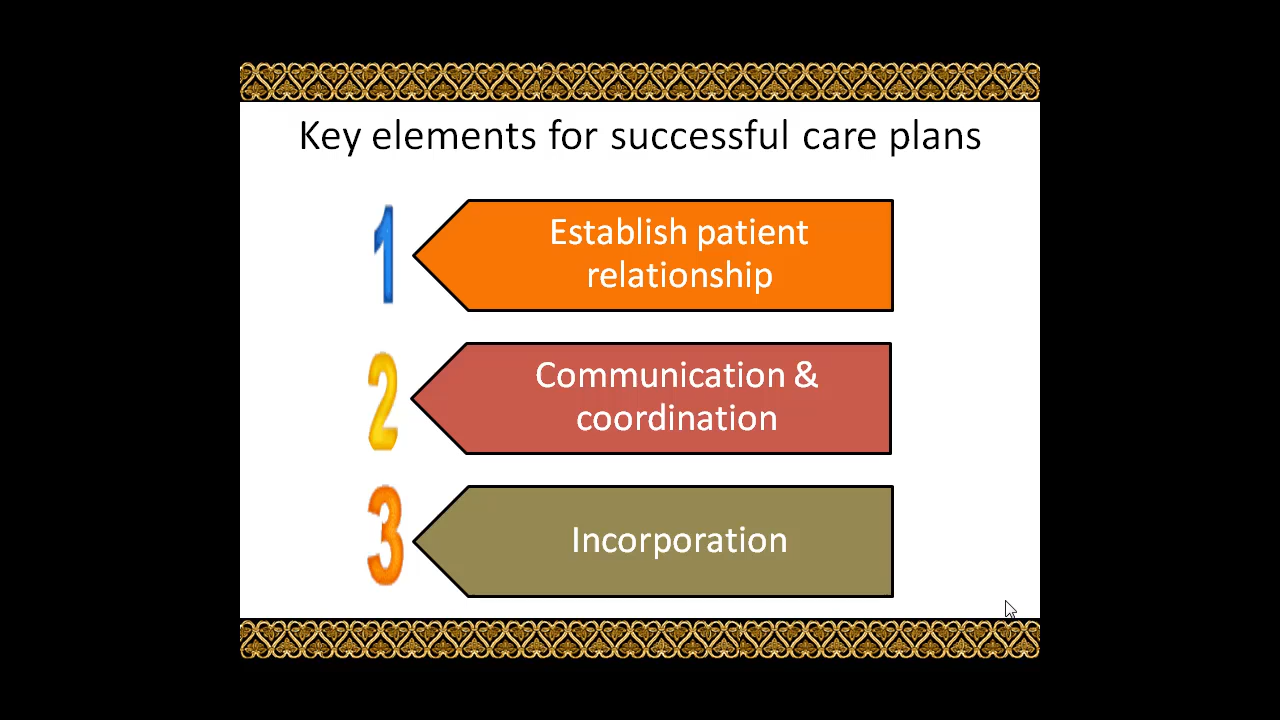 Key elements for successful care plans
1
Establish patient
relationship
2
Communication &
coordination
3
Incorporation